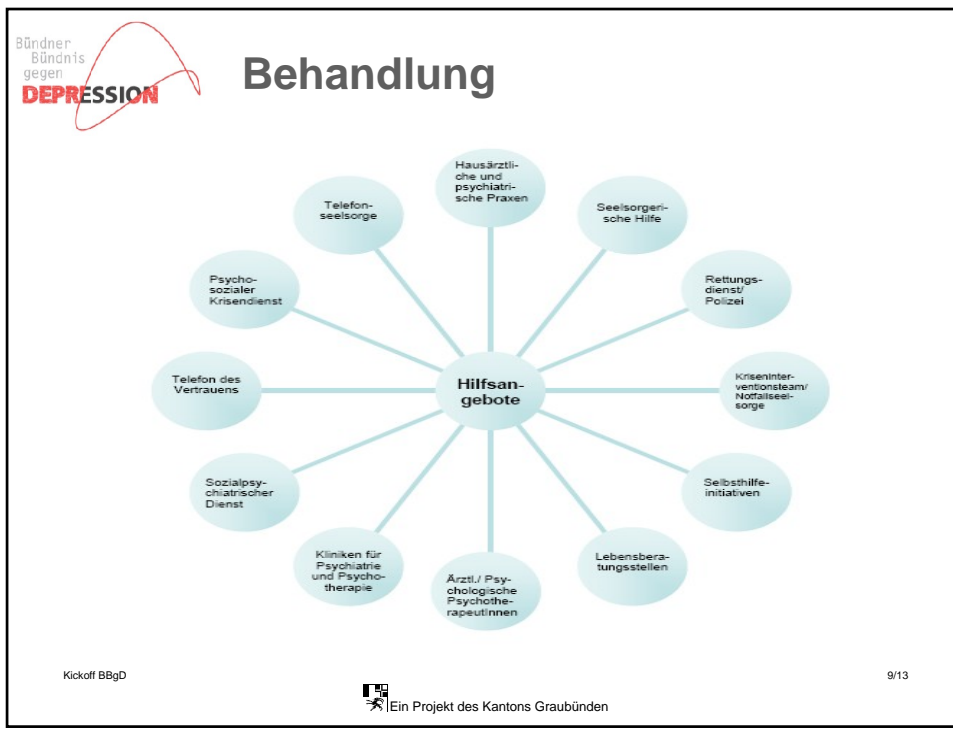 Bündner
Bündnis
gegen
DEPRESSION
Behandlung
Hausärztli-
che und
psychiatri-
sche Praxen
Seelsorgeri-
sche Hilfe
Rettungs-
dienst/
Polizei
Kriseninter-
ventionsteam/
Notfallseel-
sorge
Selbsthilfe-
initiativen
Lebensbera-
tungsstellen
Ärztl./ Psy-
chologische
Psychothe-
rapeutInnen
Kliniken für
Psychiatrie
und Psycho-
therapie
Sozialpsy-
chiatrischer
Dienst
Telefon des
Vertrauens
Psycho-
sozialer
Krisendienst
Telefon-
seelsorge
Hilfsan-
gebote
Kickoff BBgD
9/13
Ein Projekt des Kantons Graubünden